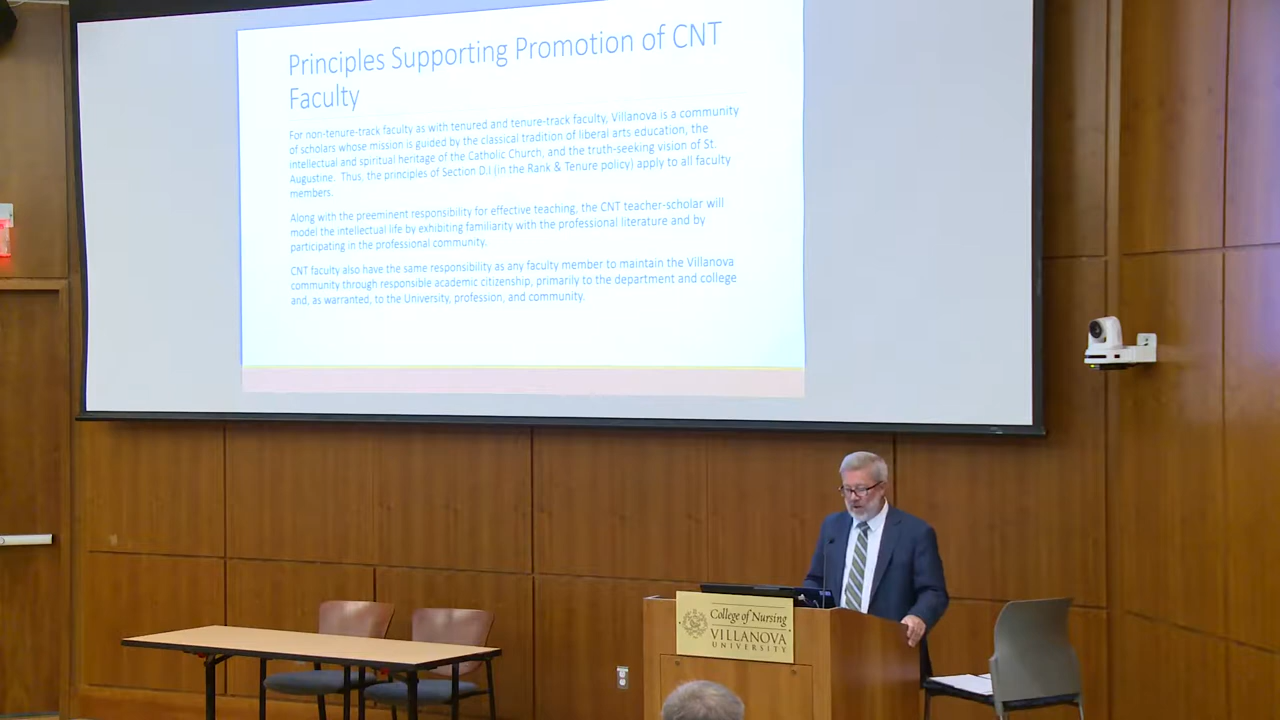 Principles Supporting Promotion of CNT
Faculty
For non-tenure-track faculty as with tenured and tenure-track faculty, Villanova is a community
of scholars whose mission is guided by the classical tradition of liberal arts education, the
intellectual and spiritual heritage of the Catholic Church, and the truth-seeking vision of St.
Augustine. Thus, the principles of Section D.I (in the Rank & Tenure policy) apply to all faculty
members.
Along with the preeminent responsibility for effective teaching, the CNT teacher-scholar will
model the intellectual life by exhibiting familiarity with the professional literature and by
participating in the professional community.
CNT faculty also have the same responsibility as any faculty member to maintain the Villanova
community through responsible academic citizenship, primarily to the department and college
and, as warranted, to the University, profession, and community.
College of Nursing
VILLANOVA
UNIVERSITY